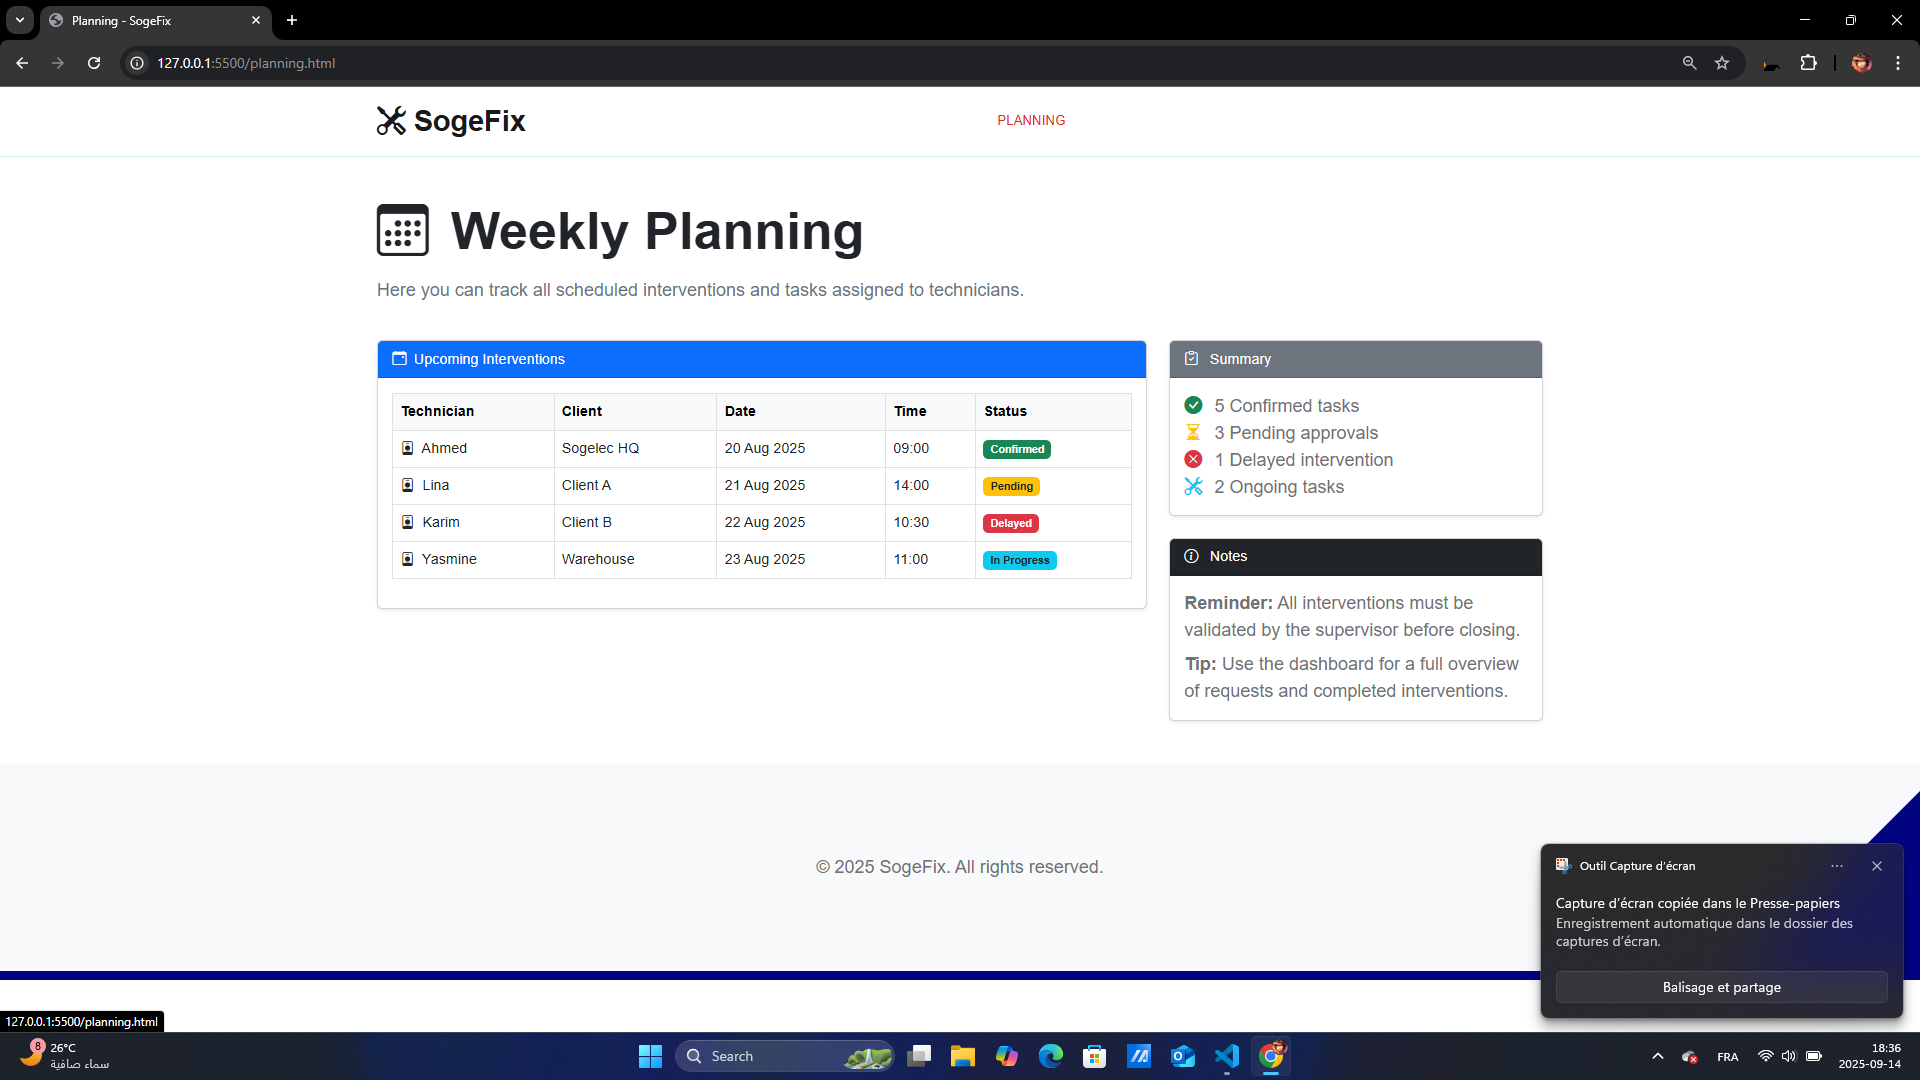 Planning - SogeFix
127.0.0.1:5500/planning.html
SogeFix
PLANNING
Weekly Planning
Here you can track all scheduled interventions and tasks assigned to technicians.
Upcoming Interventions
Technician Client Date Time Status
Ahmed Sogelec HQ 20 Aug 2025 09:00 Confirmed
Lina Client A 21 Aug 2025 14:00 Pending
Karim Client B 22 Aug 2025 10:30 Delayed
Yasmine Warehouse 23 Aug 2025 11:00 In Progress
Summary
5 Confirmed tasks
3 Pending approvals
1 Delayed intervention
2 Ongoing tasks
Notes
Reminder: All interventions must be
validated by the supervisor before closing.
Tip: Use the dashboard for a full overview
of requests and completed interventions.
© 2025 SogeFix. All rights reserved.
Outil Capture d'écran
Capture d'écran copiée dans le Presse-papiers
Enregistrement automatique dans le dossier des
captures d'écran.
Balisage et partage
127.0.0.1:5500/planning.html
8
26°C
سماء صافية
Search
FRA
18:36
2025-09-14